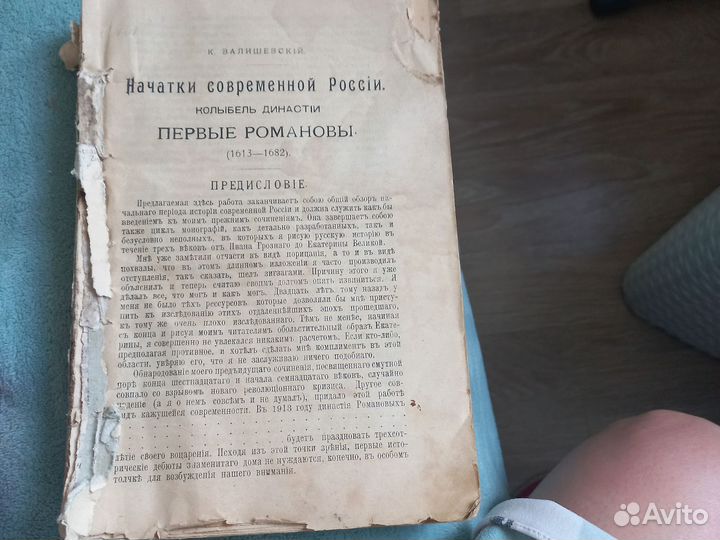 К. ВАЛИШЕВСКІЙ.
Начатки современной Россіи.
КОЛЫБЕЛЬ ДИНАСТІИ
ПЕРВЫЕ РОМАНОВЫ.
(1613—1682).
ПРЕДИСЛОВІЕ.
Предлагаемая здѣсь работа заканчиваетъ собою общій обзоръ на-
чальнаго періода исторіи современной Россіи и должна служить какъ бы
введеніемъ къ моимъ прежнимъ сочиненіямъ. Она завершаетъ собою
также циклъ монографій, какъ детально разработанныхъ, такъ и
безусловно неполныхъ, въ которыхъ я рисую русскую исторію въ
теченіе трехъ вѣковъ отъ Ивана Грознаго до Екатерины Великой.
Мнѣ уже замѣтили отчасти въ видѣ порицанія, а то и въ видѣ
похвалы, что въ этомъ длинномъ изложеніи я часто производилъ
отступленія, такъ сказать, шелъ зигзагами. Причину этого я уже
объяснилъ и теперь считаю своимъ долгомъ опять извиниться. Я
дѣлалъ все, что могъ и какъ могъ. Двадцать лѣтъ тому назадъ у
меня не было тѣхъ рессурсовъ, которые дозволяли бы мнѣ присту-
пить къ изслѣдованію этихъ отдаленнѣйшихъ эпохъ прошедшаго,
къ тому же очень плохо изслѣдованнаго. Тѣмъ не менѣе, начиная
съ конца и рисуя моимъ читателямъ обольстительный образъ Екате-
рины, я совершенно не увлекался никакимъ расчетомъ. Если кто-либо,
предполагая противное, и хотѣлъ сдѣлать мнѣ комплиментъ въ этой
области, увѣряю его, что я не заслуживаю ничего подобнаго.
Обнародованіе моего предыдущаго сочиненія, посвященнаго смутной
порѣ конца шестнадцатаго и начала семнадцатаго вѣковъ, случайно
совпало со взрывомъ новаго революціоннаго кризиса. Другое сов-
паденіе (а я о немъ совсѣмъ и не думалъ), придало этой работѣ
видъ кажущейся современности. Въ 1913 году династія Романовыхъ
будетъ праздновать трехсот-
лѣтіе своего воцаренія. Исходя изъ этой точки зрѣнія, первые исто-
рическіе дебюты знаменитаго дома не нуждаются, конечно, въ особомъ
толчкѣ для возбужденія нашего вниманія.
Avito